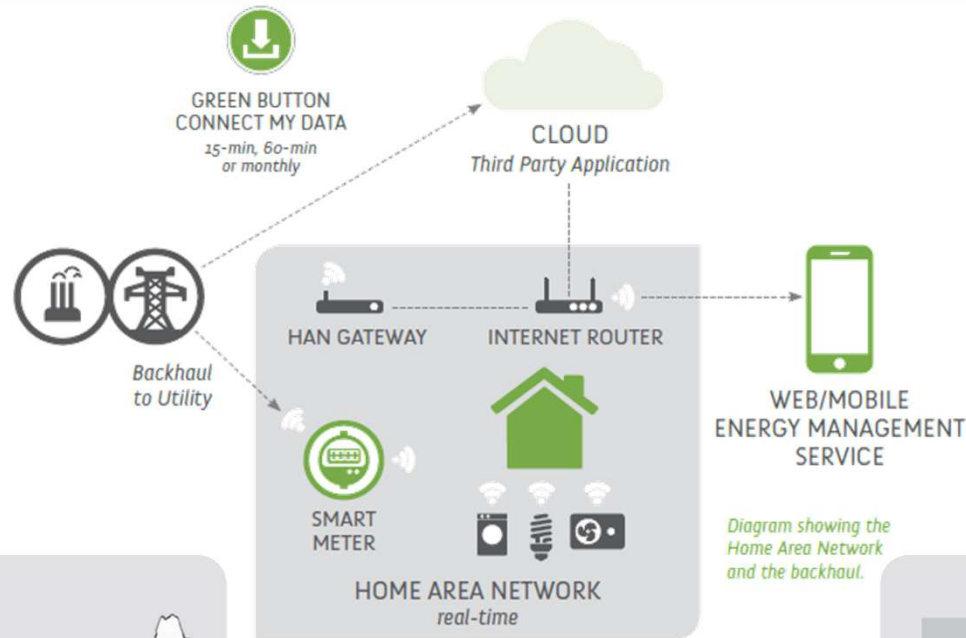 GREEN BUTTON
CONNECT MY DATA
15-min, 60-min
or monthly
CLOUD
Third Party Application
HAN GATEWAY
INTERNET ROUTER
Backhaul
to Utility
WEB/MOBILE
ENERGY MANAGEMENT
SERVICE
SMART
METER
Diagram showing the
Home Area Network
and the backhaul.
HOME AREA NETWORK
real-time